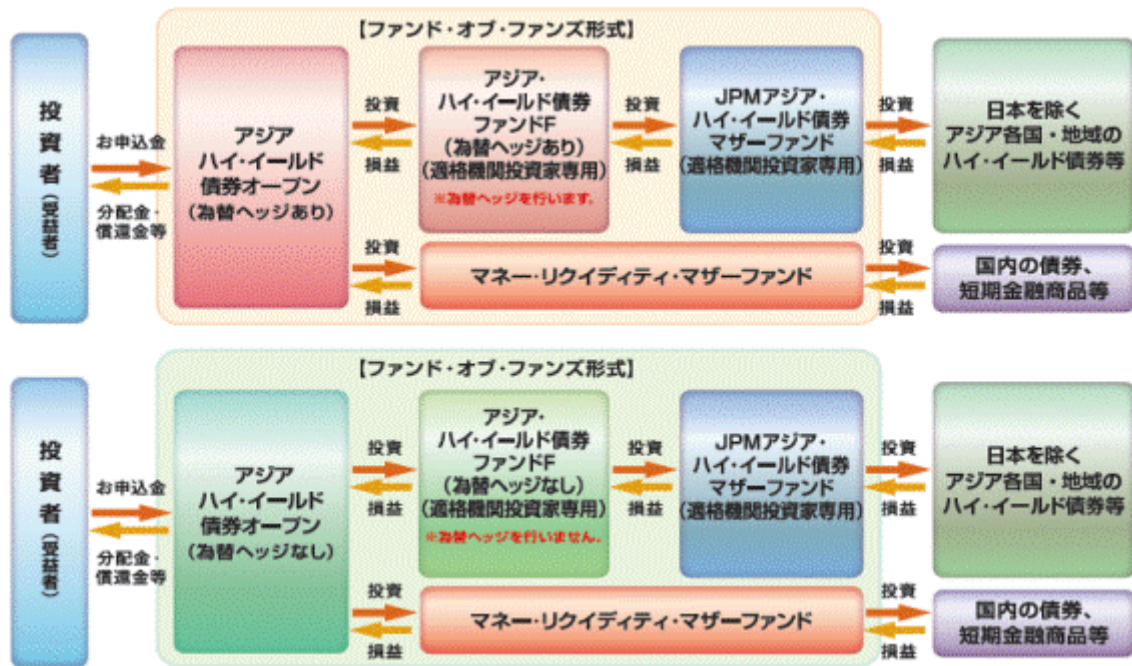 【ファンド・オブ・ファンズ形式】
投資者
(受益者)
お申込金
分配金・
償還金等
アジア
ハイ・イールド
債券オープン
(為替ヘッジあり)
投資
損益
アジア・
ハイ・イールド債券
ファンドF
(為替ヘッジあり)
(適格機関投資家専用)
※為替ヘッジを行います。
投資
損益
JPMアジア・
ハイ・イールド債券
マザーファンド
(適格機関投資家専用)
投資
損益
日本を除く
アジア各国・地域の
ハイ・イールド債券等
投資
損益
マネー・リクイディティ・マザーファンド
投資
損益
国内の債券、
短期金融商品等
【ファンド・オブ・ファンズ形式】
投資者
(受益者)
お申込金
分配金・
償還金等
アジア
ハイ・イールド
債券オープン
(為替ヘッジなし)
投資
損益
アジア・
ハイ・イールド債券
ファンドF
(為替ヘッジなし)
(適格機関投資家専用)
※為替ヘッジを行いません。
投資
損益
JPMアジア・
ハイ・イールド債券
マザーファンド
(適格機関投資家専用)
投資
損益
日本を除く
アジア各国・地域の
ハイ・イールド債券等
投資
損益
マネー・リクイディティ・マザーファンド
投資
損益
国内の債券、
短期金融商品等